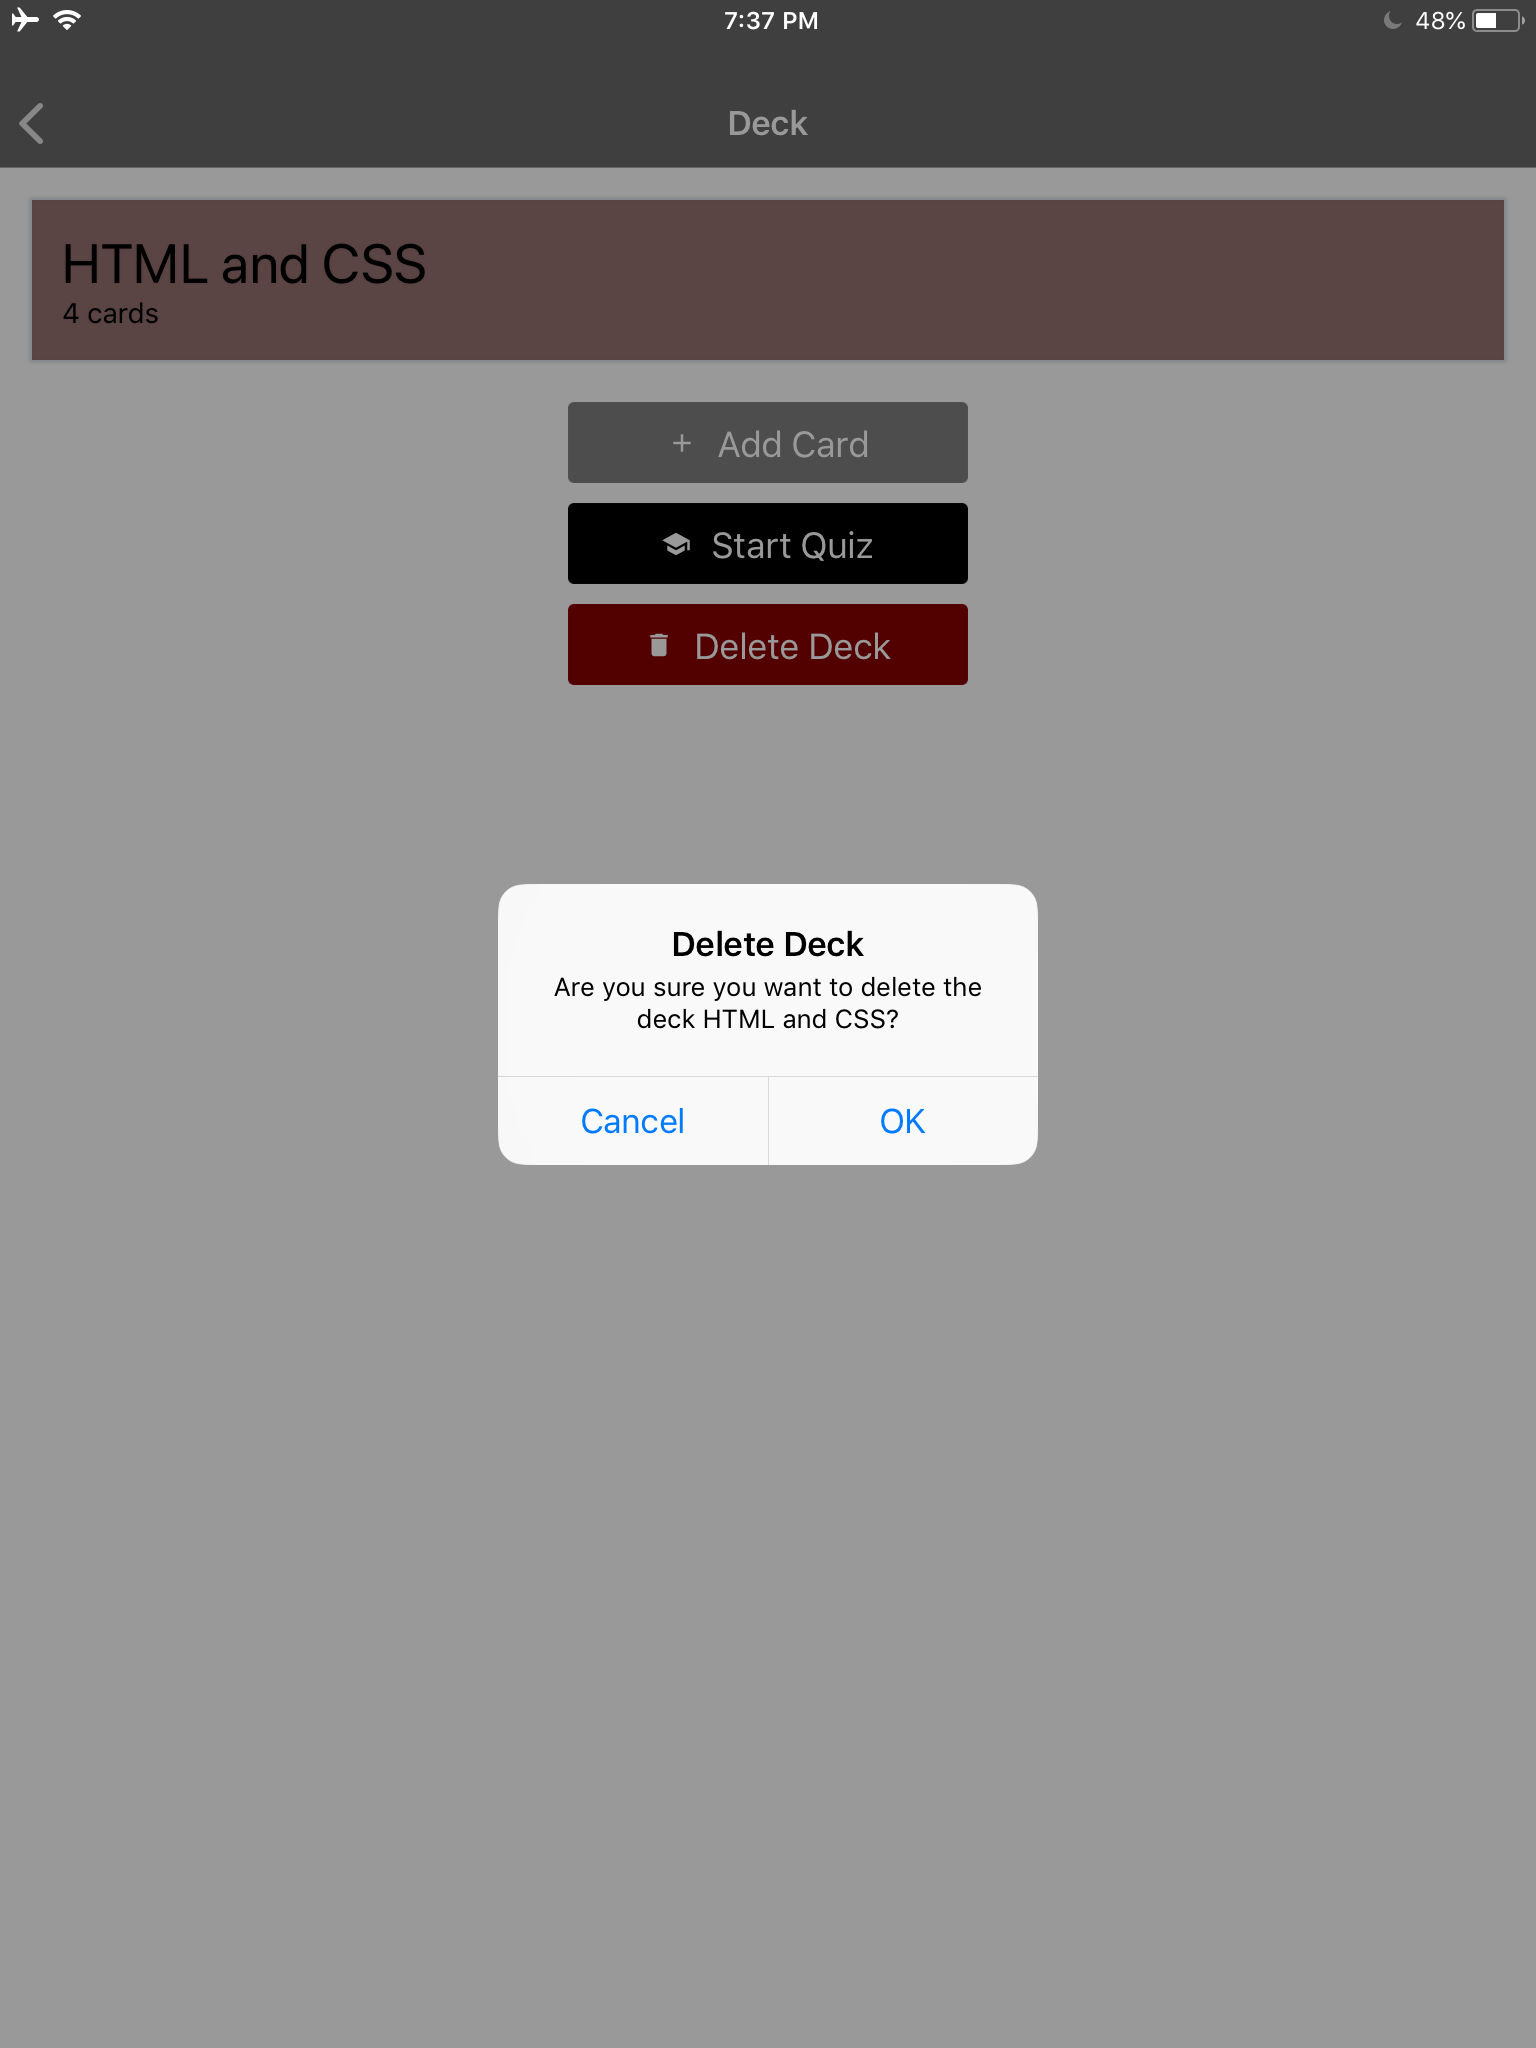 7:37 PM
48%
Deck
HTML and CSS
4 cards
+ Add Card
Start Quiz
Delete Deck
Delete Deck
Are you sure you want to delete the
deck HTML and CSS?
Cancel
OK